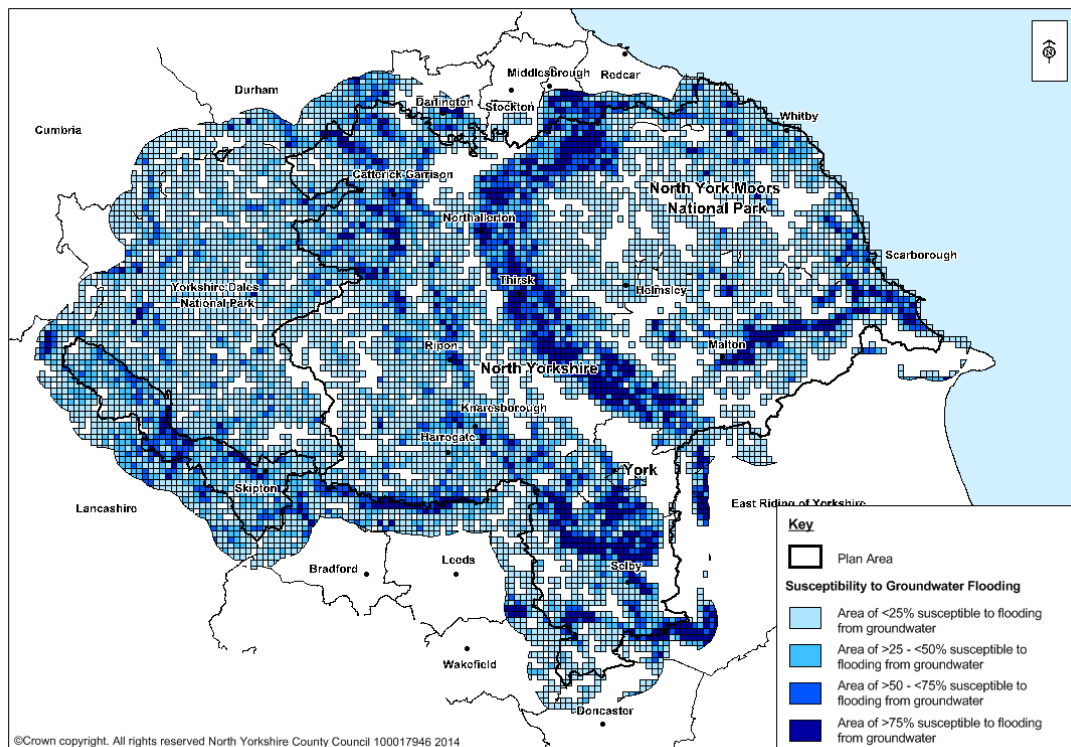 N
Middlesbrough
Redcar
Durham
Darlington
Stockton
Cumbria
Whitby
Catterick Garrison
North York Moors
National Park
Northallerton
Scarborough
Thirsk
Yorkshire Dales
National Park
Helmsley
Malton
Ripon
North Yorkshire
Knaresborough
Harrogate
York
Skipton
East Riding of Yorkshire
Lancashire
Key
Plan Area
Bradford
Leeds
Selby
Susceptibility to Groundwater Flooding
Area of <25% susceptible to flooding
from groundwater
Area of >25 - <50% susceptible to
flooding from groundwater
Wakefield
Area of >50 - <75% susceptible to
flooding from groundwater
Doncaster
Area of >75% susceptible to flooding
from groundwater
©Crown copyright. All rights reserved North Yorkshire County Council 100017946 2014